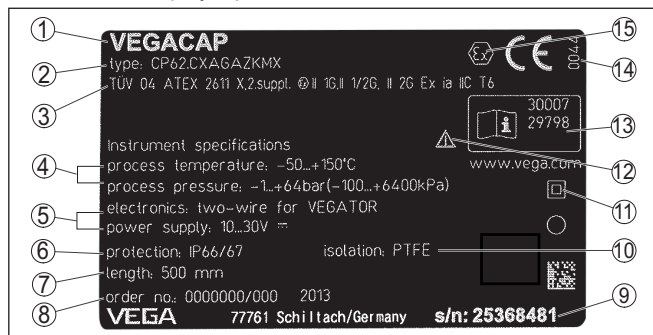 1
VEGACAP
CE
0044
15
2
type: CP62.CXAGAZKMX
14
3
TÜV 04 ATEX 2611 X,2.suppl. Ex II 1G,II 1/2G, II 2G Ex ia IIC T6
30007
29798
i
13
Instrument specifications
12
4
process temperature: -50...+150°C
www.vega.com
process pressure: -1...+64bar(-100...+6400kPa)
5
electronics: two-wire for VEGATOR
11
power supply: 10...30V
6
protection: IP66/67
isolation: PTFE
10
7
length: 500 mm
8
order no.: 0000000/000 2013
VEGA
77761 Schiltach/Germany
s/n: 25368481
9